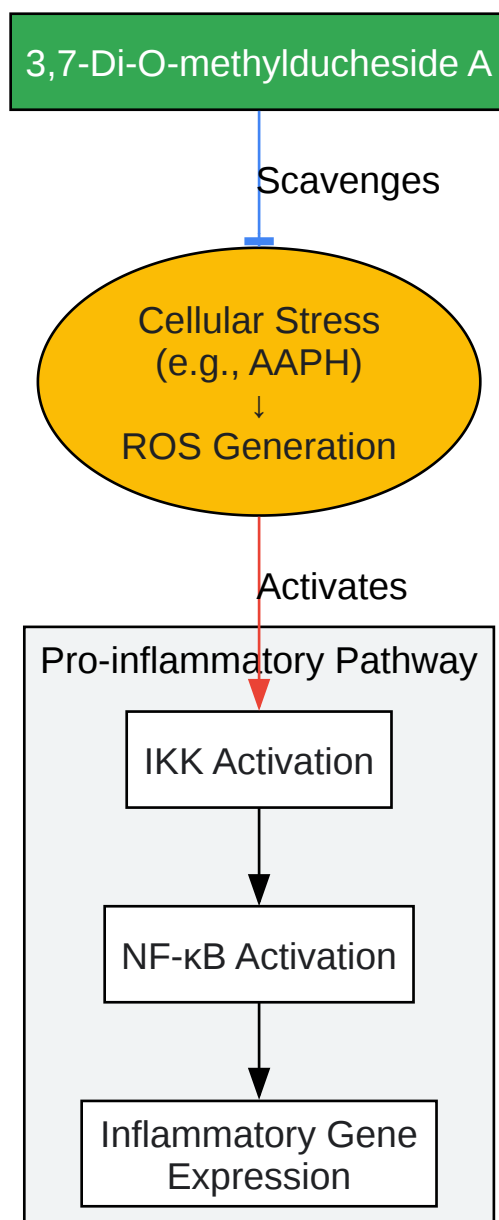 3,7-Di-O-methylducheside A
Scavenges
Cellular Stress
(e.g., AAPH)
↓
ROS Generation
Activates
Pro-inflammatory Pathway
IKK Activation
NF-κB Activation
Inflammatory Gene
Expression